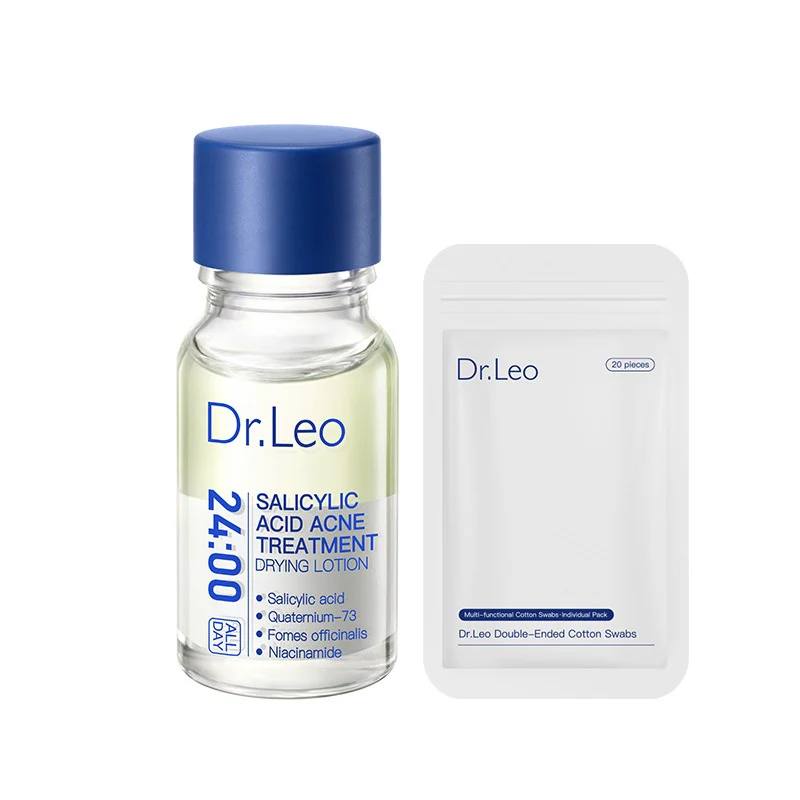 Dr.Leo
24:00
ALL
DAY
SALICYLIC
ACID ACNE
TREATMENT
DRYING LOTION
• Salicylic acid
• Quaternium-73
• Fomes officinalis
• Niacinamide
Dr.Leo
20 pieces
Multi-functional Cotton Swabs·Individual Pack
Dr.Leo Double-Ended Cotton Swabs